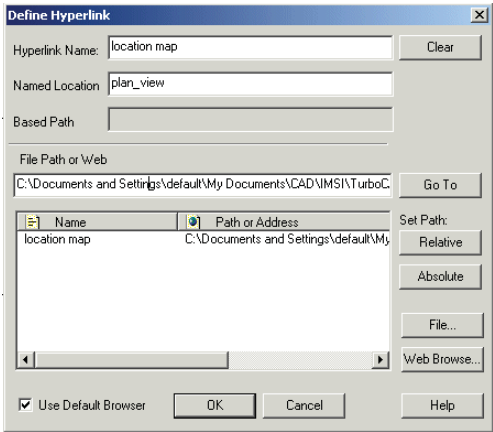 Define Hyperlink
Hyperlink Name: location map Clear
Named Location plan_view
Based Path
File Path or Web
C:\Documents and Settings\default\My Documents\CAD\IMSI\TurboC Go To
Name Path or Address Set Path:
location map C:\Documents and Settings\default\My Relative
Absolute
File...
Web Browse...
Use Default Browser OK Cancel Help